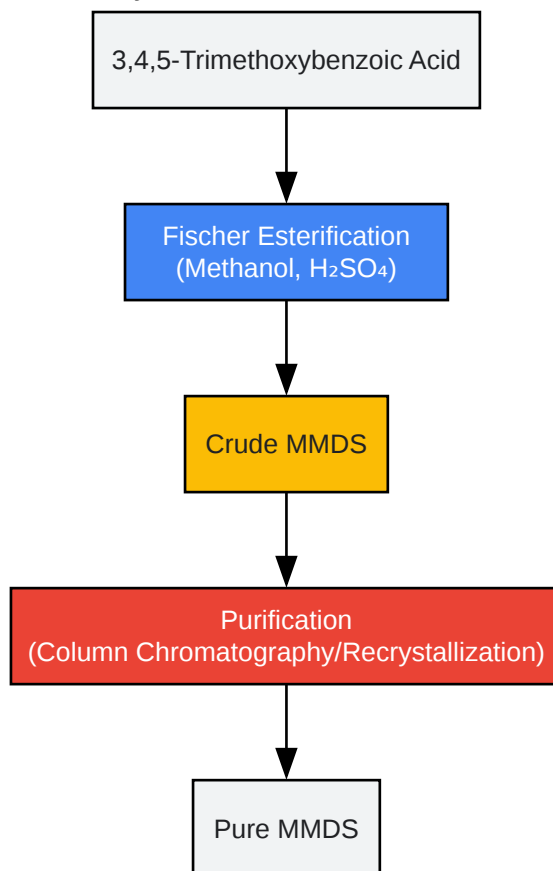 3,4,5-Trimethoxybenzoic Acid
Fischer Esterification
(Methanol, H₂SO₄)
Crude MMDS
Purification
(Column Chromatography/Recrystallization)
Pure MMDS